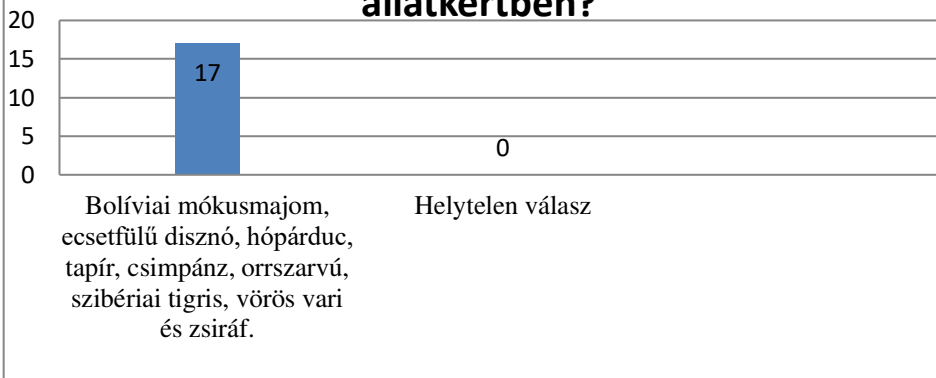 állatkertben?
20
15
10
5
0
17
0
Bolíviai mókusmajom,
ecsetfülű disznó, hópárduc,
tapír, csimpánz, orrszarvú,
szibériai tigris, vörös vari
és zsiráf.
Helytelen válasz